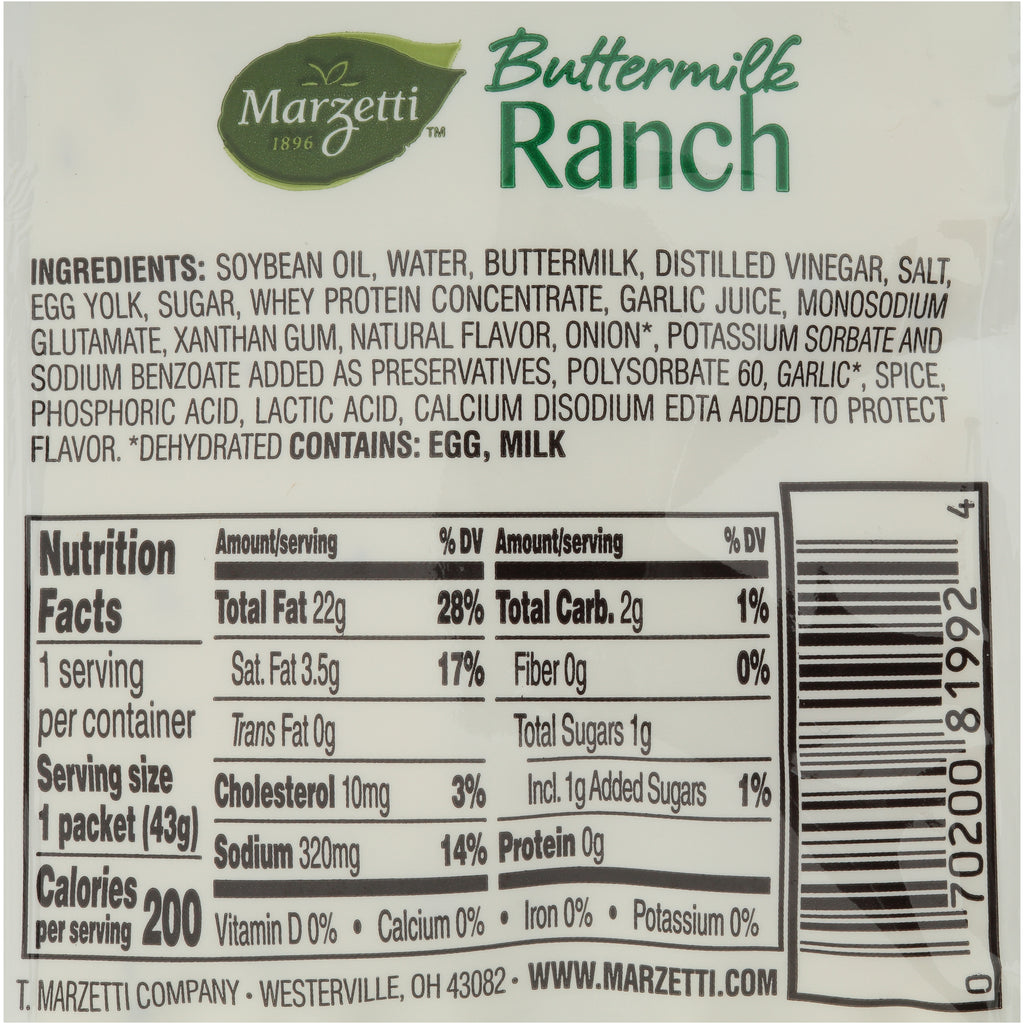 Marzetti
1896
™
Buttermilk
Ranch
INGREDIENTS: SOYBEAN OIL, WATER, BUTTERMILK, DISTILLED VINEGAR, SALT,
EGG YOLK, SUGAR, WHEY PROTEIN CONCENTRATE, GARLIC JUICE, MONOSODIUM
GLUTAMATE, XANTHAN GUM, NATURAL FLAVOR, ONION*, POTASSIUM SORBATE AND
SODIUM BENZOATE ADDED AS PRESERVATIVES, POLYSORBATE 60, GARLIC*, SPICE,
PHOSPHORIC ACID, LACTIC ACID, CALCIUM DISODIUM EDTA ADDED TO PROTECT
FLAVOR. *DEHYDRATED CONTAINS: EGG, MILK
Nutrition
Facts
1 serving
per container
Serving size
1 packet (43g)
Calories
per serving 200
Amount/serving % DV
Total Fat 22g 28%
Sat. Fat 3.5g 17%
Trans Fat 0g
Cholesterol 10mg 3%
Sodium 320mg 14%
Amount/serving % DV
Total Carb. 2g 1%
Fiber 0g 0%
Total Sugars 1g
Incl. 1g Added Sugars 1%
Protein 0g
Vitamin D 0% • Calcium 0% • Iron 0% • Potassium 0%
0 70200 81992 4
T. MARZETTI COMPANY • WESTERVILLE, OH 43082 • WWW.MARZETTI.COM